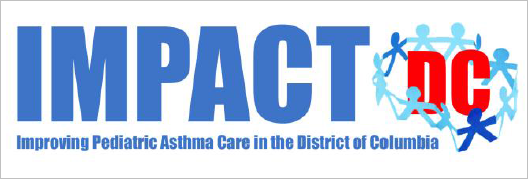 IMPACT DC
Improving Pediatric Asthma Care in the District of Columbia